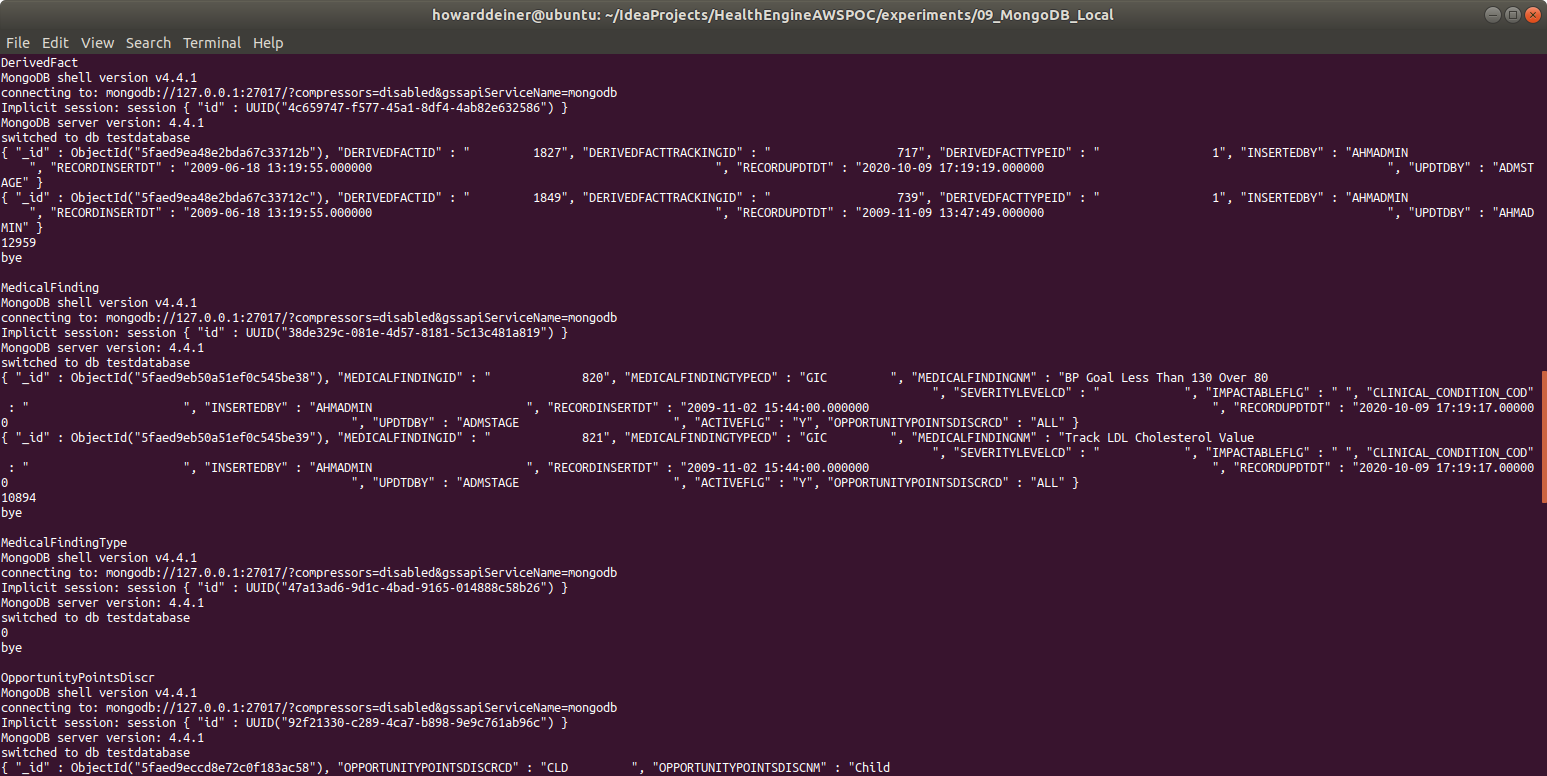 howarddeiner@ubuntu: ~/IdeaProjects/HealthEngineAWSPOC/experiments/09_MongoDB_Local
File Edit View Search Terminal Help
DerivedFact
MongoDB shell version v4.4.1
connecting to: mongodb://127.0.0.1:27017/?compressors=disabled&gssapiServiceName=mongodb
Implicit session: session { "id" : UUID("4c659747-f577-45a1-8df4-4ab82e632586") }
MongoDB server version: 4.4.1
switched to db testdatabase
{ "_id" : ObjectId("5faed9ea48e2bda67c33712b"), "DERIVEDFACTID" : "         1827", "DERIVEDFACTTRACKINGID" : "                  717", "DERIVEDFACTTYPEID" : "                1", "INSERTEDBY" : "AHMADMIN
    ", "RECORDINSERTDT" : "2009-06-18 13:19:55.000000                                                  ", "RECORDUPDTDT" : "2020-10-09 17:19:19.000000                                                  ", "UPDTDBY" : "ADMST
AGE" }
{ "_id" : ObjectId("5faed9ea48e2bda67c33712c"), "DERIVEDFACTID" : "         1849", "DERIVEDFACTTRACKINGID" : "                  739", "DERIVEDFACTTYPEID" : "                1", "INSERTEDBY" : "AHMADMIN
    ", "RECORDINSERTDT" : "2009-06-18 13:19:55.000000                                                  ", "RECORDUPDTDT" : "2009-11-09 13:47:49.000000                                                  ", "UPDTDBY" : "AHMAD
MIN" }
12959
bye
MedicalFinding
MongoDB shell version v4.4.1
connecting to: mongodb://127.0.0.1:27017/?compressors=disabled&gssapiServiceName=mongodb
Implicit session: session { "id" : UUID("38de329c-081e-4d57-8181-5c13c481a819") }
MongoDB server version: 4.4.1
switched to db testdatabase
{ "_id" : ObjectId("5faed9eb50a51ef0c545be38"), "MEDICALFINDINGID" : "             820", "MEDICALFINDINGTYPECD" : "GIC         ", "MEDICALFINDINGNM" : "BP Goal Less Than 130 Over 80
", "SEVERITYLEVELCD" : "            ", "IMPACTABLEFLG" : " ", "CLINICAL_CONDITION_COD"
 : "                      ", "INSERTEDBY" : "AHMADMIN                      ", "RECORDINSERTDT" : "2009-11-02 15:44:00.000000                                                 ", "RECORDUPDTDT" : "2020-10-09 17:19:17.00000
0                                                 ", "UPDTDBY" : "ADMSTAGE                      ", "ACTIVEFLG" : "Y", "OPPORTUNITYPOINTSDISCRCD" : "ALL" }
{ "_id" : ObjectId("5faed9eb50a51ef0c545be39"), "MEDICALFINDINGID" : "             821", "MEDICALFINDINGTYPECD" : "GIC         ", "MEDICALFINDINGNM" : "Track LDL Cholesterol Value
", "SEVERITYLEVELCD" : "            ", "IMPACTABLEFLG" : " ", "CLINICAL_CONDITION_COD"
 : "                      ", "INSERTEDBY" : "AHMADMIN                      ", "RECORDINSERTDT" : "2009-11-02 15:44:00.000000                                                 ", "RECORDUPDTDT" : "2020-10-09 17:19:17.00000
0                                                 ", "UPDTDBY" : "ADMSTAGE                      ", "ACTIVEFLG" : "Y", "OPPORTUNITYPOINTSDISCRCD" : "ALL" }
10894
bye
MedicalFindingType
MongoDB shell version v4.4.1
connecting to: mongodb://127.0.0.1:27017/?compressors=disabled&gssapiServiceName=mongodb
Implicit session: session { "id" : UUID("47a13ad6-9d1c-4bad-9165-014888c58b26") }
MongoDB server version: 4.4.1
switched to db testdatabase
0
bye
OpportunityPointsDiscr
MongoDB shell version v4.4.1
connecting to: mongodb://127.0.0.1:27017/?compressors=disabled&gssapiServiceName=mongodb
Implicit session: session { "id" : UUID("92f21330-c289-4ca7-b898-9e9c761ab96c") }
MongoDB server version: 4.4.1
switched to db testdatabase
{ "_id" : ObjectId("5faed9eccd8e72c0f183ac58"), "OPPORTUNITYPOINTSDISCRCD" : "CLD         ", "OPPORTUNITYPOINTSDISCNM" : "Child